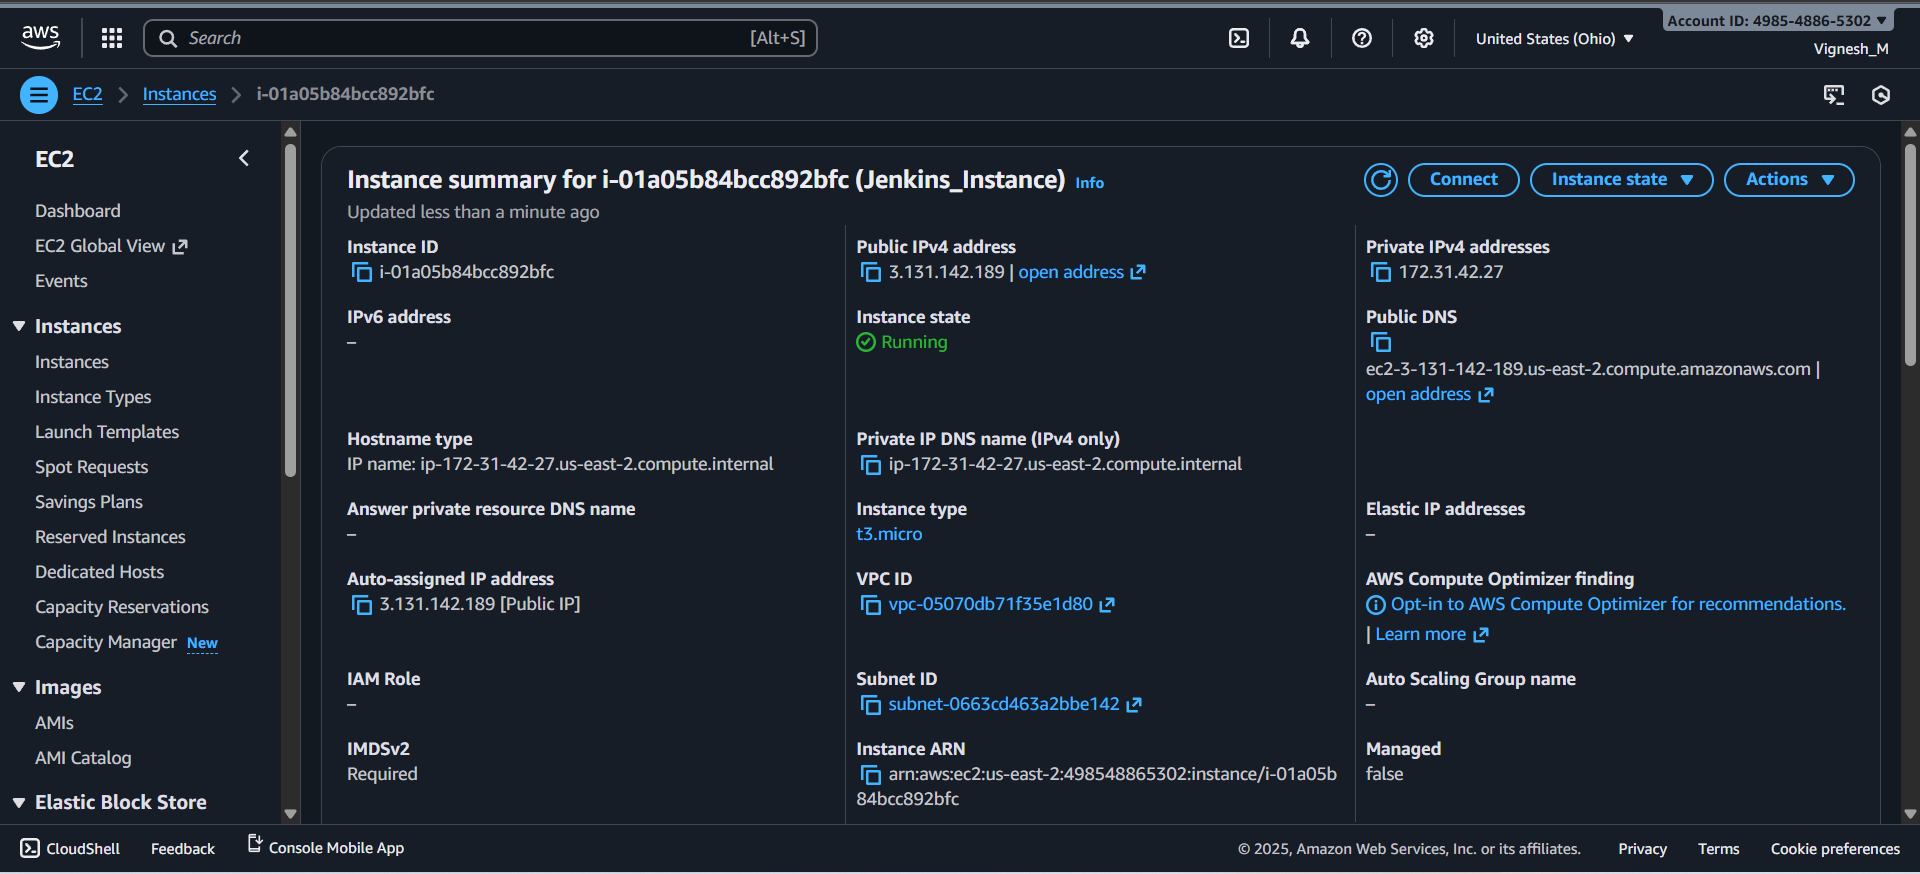 aws
Search
[Alt+S]
United States (Ohio)
Account ID: 4985-4886-5302
Vignesh_M
EC2
Instances
i-01a05b84bcc892bfc
EC2
Dashboard
EC2 Global View
Events
Instances
Instances
Instance Types
Launch Templates
Spot Requests
Savings Plans
Reserved Instances
Dedicated Hosts
Capacity Reservations
Capacity Manager New
Images
AMIs
AMI Catalog
Elastic Block Store
Instance summary for i-01a05b84bcc892bfc (Jenkins_Instance) Info
Updated less than a minute ago
Connect
Instance state
Actions
Instance ID
i-01a05b84bcc892bfc
Public IPv4 address
3.131.142.189 | open address
Private IPv4 addresses
172.31.42.27
IPv6 address
–
Instance state
Running
Public DNS
ec2-3-131-142-189.us-east-2.compute.amazonaws.com |
open address
Hostname type
IP name: ip-172-31-42-27.us-east-2.compute.internal
Private IP DNS name (IPv4 only)
ip-172-31-42-27.us-east-2.compute.internal
Answer private resource DNS name
–
Instance type
t3.micro
Elastic IP addresses
–
Auto-assigned IP address
3.131.142.189 [Public IP]
VPC ID
vpc-05070db71f35e1d80
AWS Compute Optimizer finding
Opt-in to AWS Compute Optimizer for recommendations.
| Learn more
IAM Role
–
Subnet ID
subnet-0663cd463a2bbe142
Auto Scaling Group name
–
IMDSv2
Required
Instance ARN
arn:aws:ec2:us-east-2:498548865302:instance/i-01a05b
84bcc892bfc
Managed
false
CloudShell
Feedback
Console Mobile App
© 2025, Amazon Web Services, Inc. or its affiliates.
Privacy
Terms
Cookie preferences